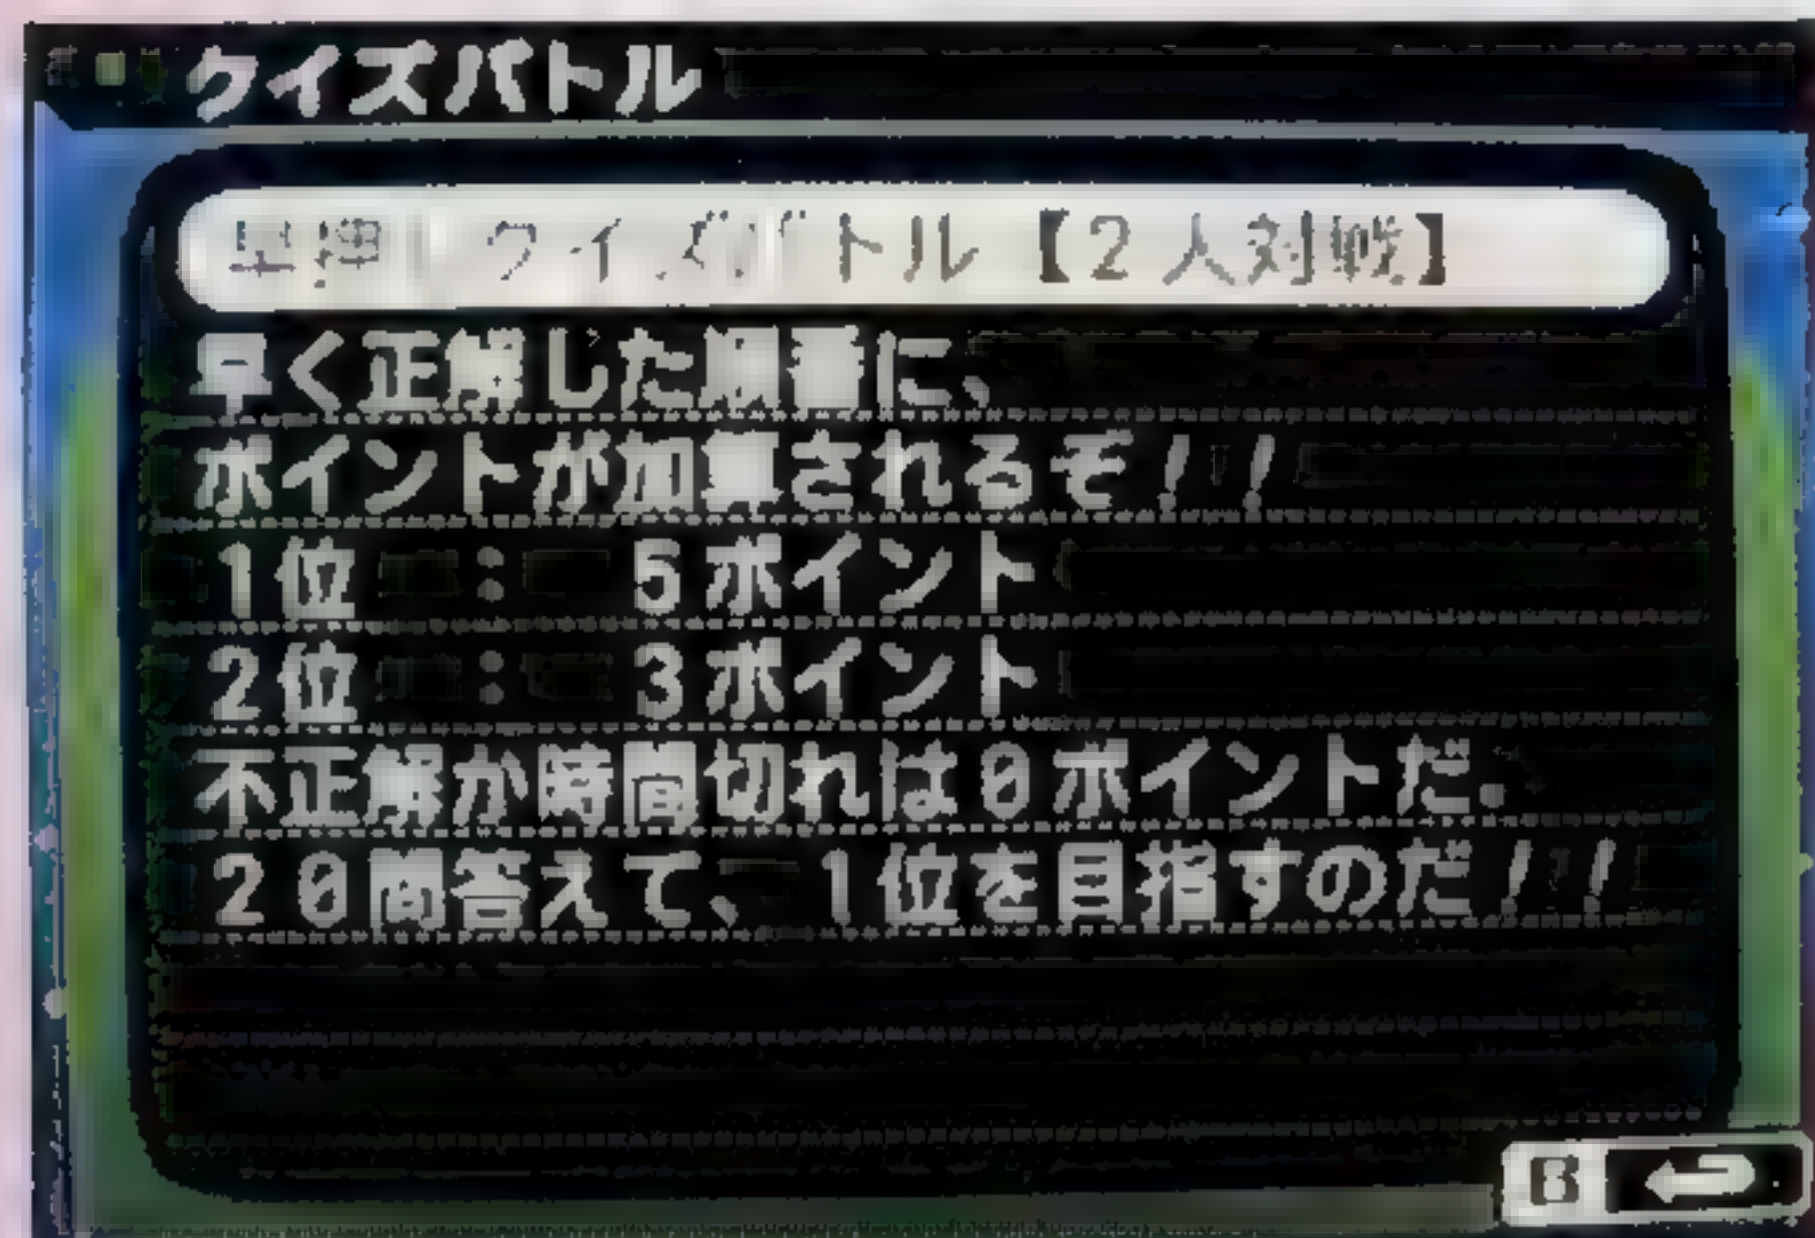 クイズバトル
早押しクイズバトル【2人対戦】
早く正解した順番に、
ポイントが加算されるぞ！！
1位　：　5ポイント
2位　：　3ポイント
不正解か時間切れは0ポイントだ。
20問答えて、1位を目指すのだ！！
B